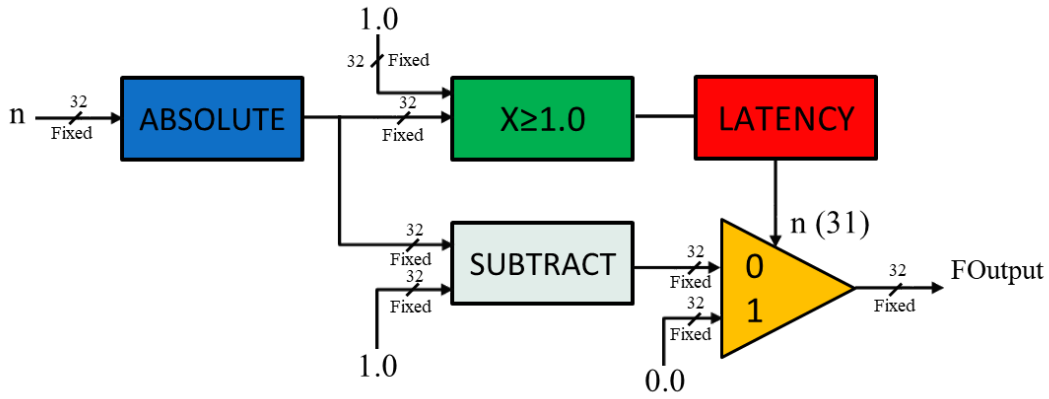 1.0
32 Fixed
n
32
Fixed
ABSOLUTE
32
Fixed
X≥1.0
LATENCY
n (31)
32
Fixed
SUBTRACT
32
Fixed
1.0
32
Fixed
0
1
32
Fixed
0.0
32
Fixed
FOutput